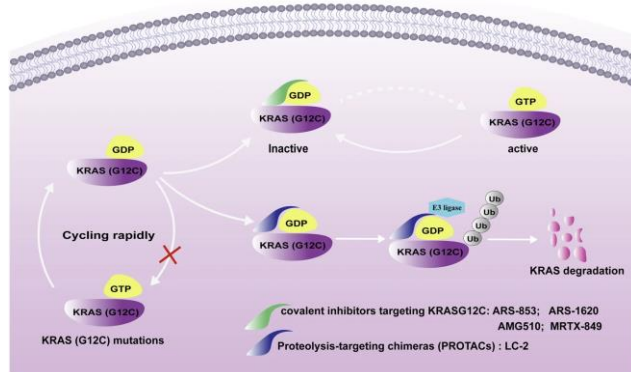 GDP
KRAS (G12C)
Inactive
GTP
KRAS (G12C)
active
GDP
KRAS (G12C)
Cycling rapidly
GTP
KRAS (G12C)
KRAS (G12C) mutations
GDP
KRAS (G12C)
E3 ligase
GDP
KRAS (G12C)
Ub
Ub
Ub
Ub
KRAS degradation
covalent inhibitors targeting KRASG12C: ARS-853; ARS-1620
AMG510; MRTX-849
Proteolysis-targeting chimeras (PROTACs) : LC-2